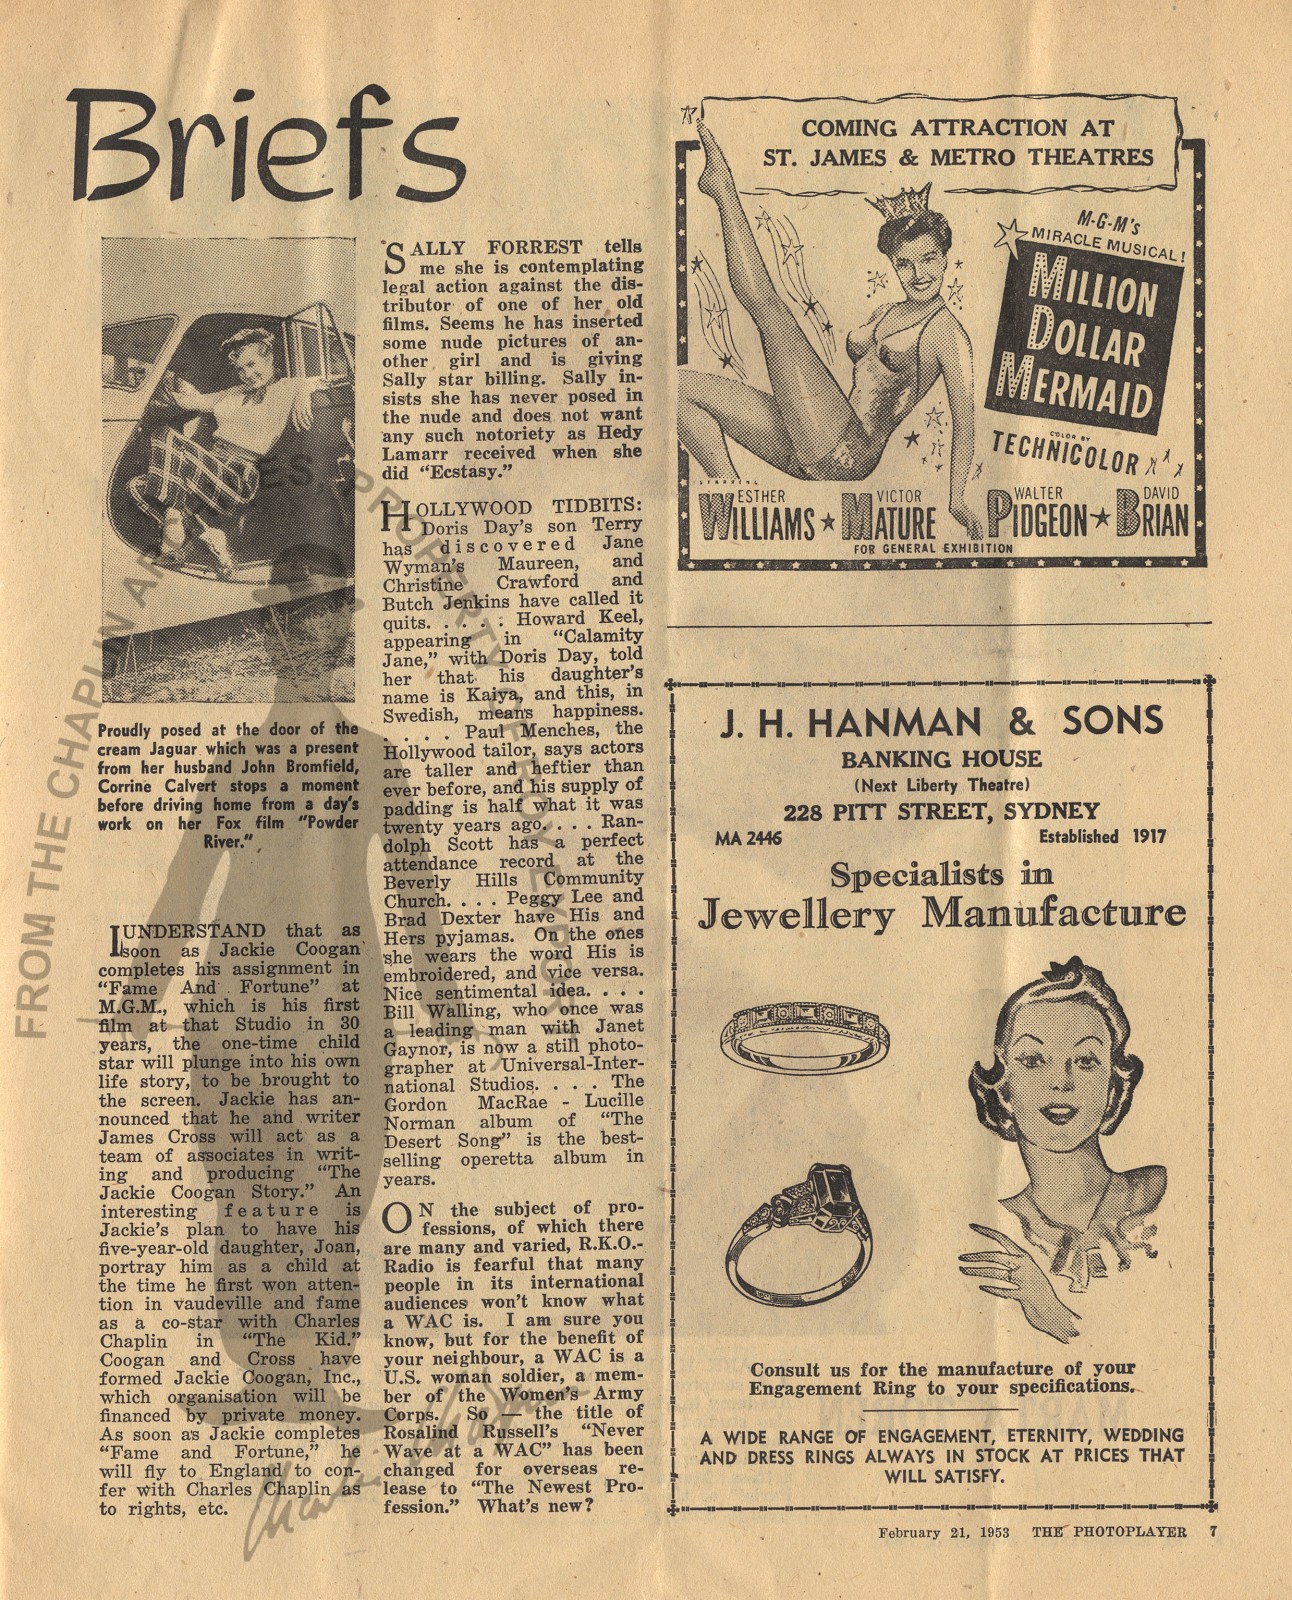 Briefs
Proudly posed at the door of the
cream Jaguar which was a present
from her husband John Bromfield,
Corrine Calvert stops a moment
before driving home from a day's
work on her Fox film "Powder
River."
I UNDERSTAND that as
soon as Jackie Coogan
completes his assignment in
"Fame And Fortune" at
M.G.M., which is his first
film at that Studio in 30
years, the one-time child
star will plunge into his own
life story, to be brought to
the screen. Jackie has an-
nounced that he and writer
James Cross will act as a
team of associates in writ-
ing and producing "The
Jackie Coogan Story." An
interesting feature is
Jackie's plan to have his
five-year-old daughter, Joan,
portray him as a child at
the time he first won atten-
tion in vaudeville and fame
as a co-star with Charles
Chaplin in "The Kid."
Coogan and Cross have
formed Jackie Coogan, Inc.,
which organisation will be
financed by private money.
As soon as Jackie completes
"Fame and Fortune," he
will fly to England to con-
fer with Charles Chaplin as
to rights, etc.
SALLY FORREST tells
me she is contemplating
legal action against the dis-
tributor of one of her old
films. Seems he has inserted
some nude pictures of an-
other girl and is giving
Sally star billing. Sally in-
sists she has never posed in
the nude and does not want
any such notoriety as Hedy
Lamarr received when she
did "Ecstasy."
HOLLYWOOD TIDBITS:
Doris Day's son Terry
has discovered Jane
Wyman's Maureen, and
Christine Crawford and
Butch Jenkins have called it
quits. . . . . Howard Keel,
appearing in "Calamity
Jane," with Doris Day, told
her that his daughter's
name is Kaiya, and this, in
Swedish, means happiness.
. . . . Paul Menches, the
Hollywood tailor, says actors
are taller and heftier than
ever before, and his supply of
padding is half what it was
twenty years ago. . . . Ran-
dolph Scott has a perfect
attendance record at the
Beverly Hills Community
Church. . . . Peggy Lee and
Brad Dexter have His and
Hers pyjamas. On the ones
she wears the word His is
embroidered, and vice versa.
Nice sentimental idea. . . .
Bill Walling, who once was
a leading man with Janet
Gaynor, is now a still photo-
grapher at Universal-Inter-
national Studios. . . . The
Gordon MacRae - Lucille
Norman album of "The
Desert Song" is the best-
selling operetta album in
years.
ON the subject of pro-
fessions, of which there
are many and varied, R.K.O.-
Radio is fearful that many
people in its international
audiences won't know what
a WAC is. I am sure you
know, but for the benefit of
your neighbour, a WAC is a
U.S. woman soldier, a mem-
ber of the Women's Army
Corps. So — the title of
Rosalind Russell's "Never
Wave at a WAC" has been
changed for overseas re-
lease to "The Newest Pro-
fession." What's new?
COMING ATTRACTION AT
ST. JAMES & METRO THEATRES
M-G-M's
MIRACLE MUSICAL!
MILLION
DOLLAR
MERMAID
COLOR BY
TECHNICOLOR
STARRING
ESTHER WILLIAMS ★ VICTOR MATURE WALTER PIDGEON ★ DAVID BRIAN
FOR GENERAL EXHIBITION
J. H. HANMAN & SONS
BANKING HOUSE
(Next Liberty Theatre)
228 PITT STREET, SYDNEY
MA 2446 Established 1917
Specialists in
Jewellery Manufacture
Consult us for the manufacture of your
Engagement Ring to your specifications.
A WIDE RANGE OF ENGAGEMENT, ETERNITY, WEDDING
AND DRESS RINGS ALWAYS IN STOCK AT PRICES THAT
WILL SATISFY.
February 21, 1953 THE PHOTOPLAYER 7
FROM THE CHAPLIN ARCHIVES PROPERTY OF ROY EXPORT
Charlie Chaplin